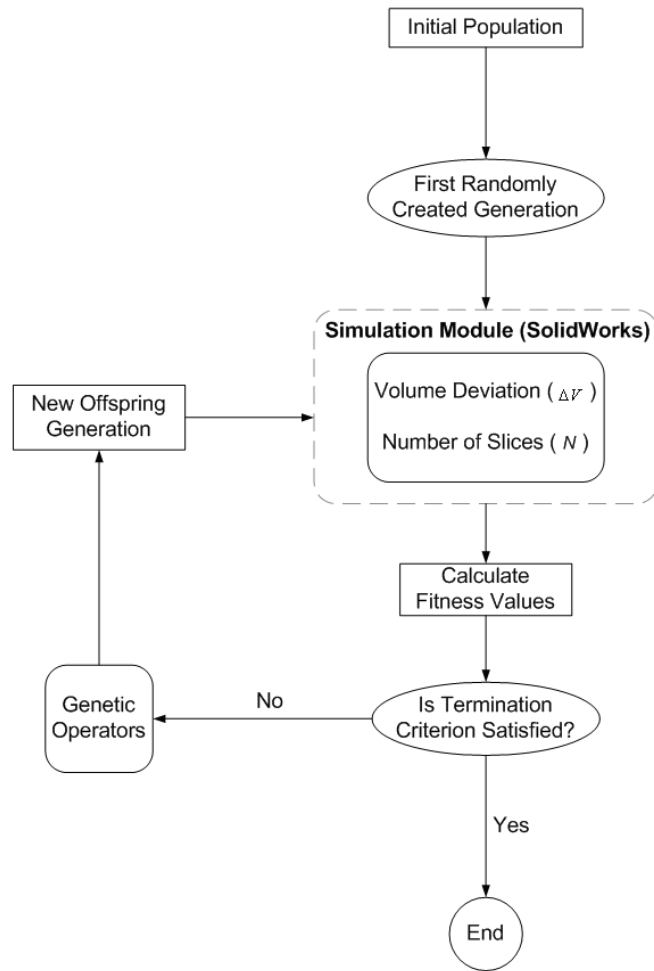 Initial Population
First Randomly
Created Generation
Simulation Module (SolidWorks)
Volume Deviation ( ΔV )
Number of Slices ( N )
New Offspring
Generation
Calculate
Fitness Values
Is Termination
Criterion Satisfied?
No
Genetic
Operators
Yes
End